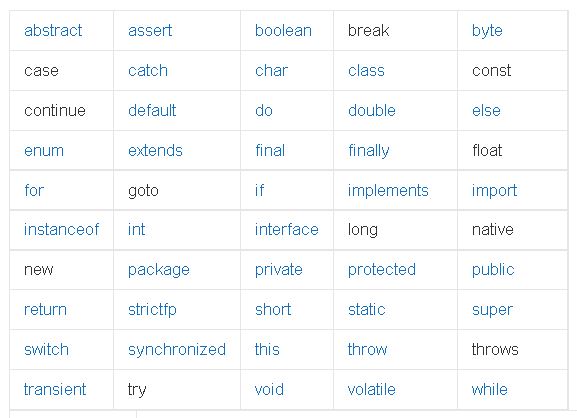 abstract assert boolean break byte
case catch char class const
continue default do double else
enum extends final finally float
for goto if implements import
instanceof int interface long native
new package private protected public
return strictfp short static super
switch synchronized this throw throws
transient try void volatile while